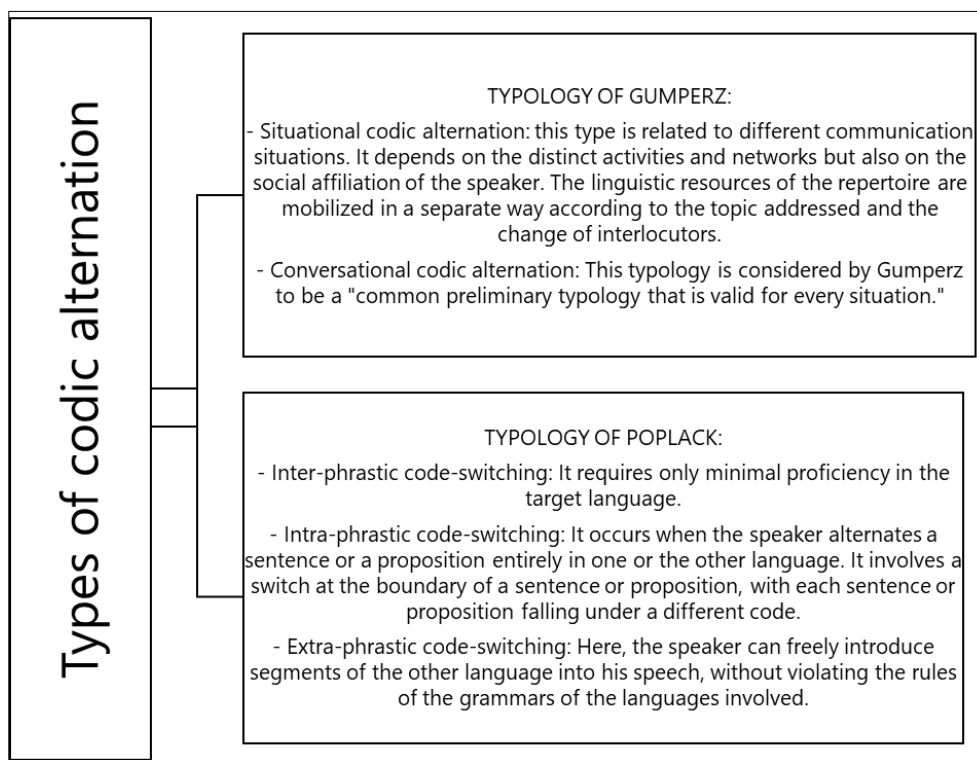 Types of codic alternation
TYPOLOGY OF GUMPERZ:
- Situational codic alternation: this type is related to different communication
situations. It depends on the distinct activities and networks but also on the
social affiliation of the speaker. The linguistic resources of the repertoire are
mobilized in a separate way according to the topic addressed and the
change of interlocutors.
- Conversational codic alternation: This typology is considered by Gumperz
to be a "common preliminary typology that is valid for every situation."
TYPOLOGY OF POPLACK:
- Inter-phrastic code-switching: It requires only minimal proficiency in the
target language.
- Intra-phrastic code-switching: It occurs when the speaker alternates a
sentence or a proposition entirely in one or the other language. It involves a
switch at the boundary of a sentence or proposition, with each sentence or
proposition falling under a different code.
- Extra-phrastic code-switching: Here, the speaker can freely introduce
segments of the other language into his speech, without violating the rules
of the grammars of the languages involved.